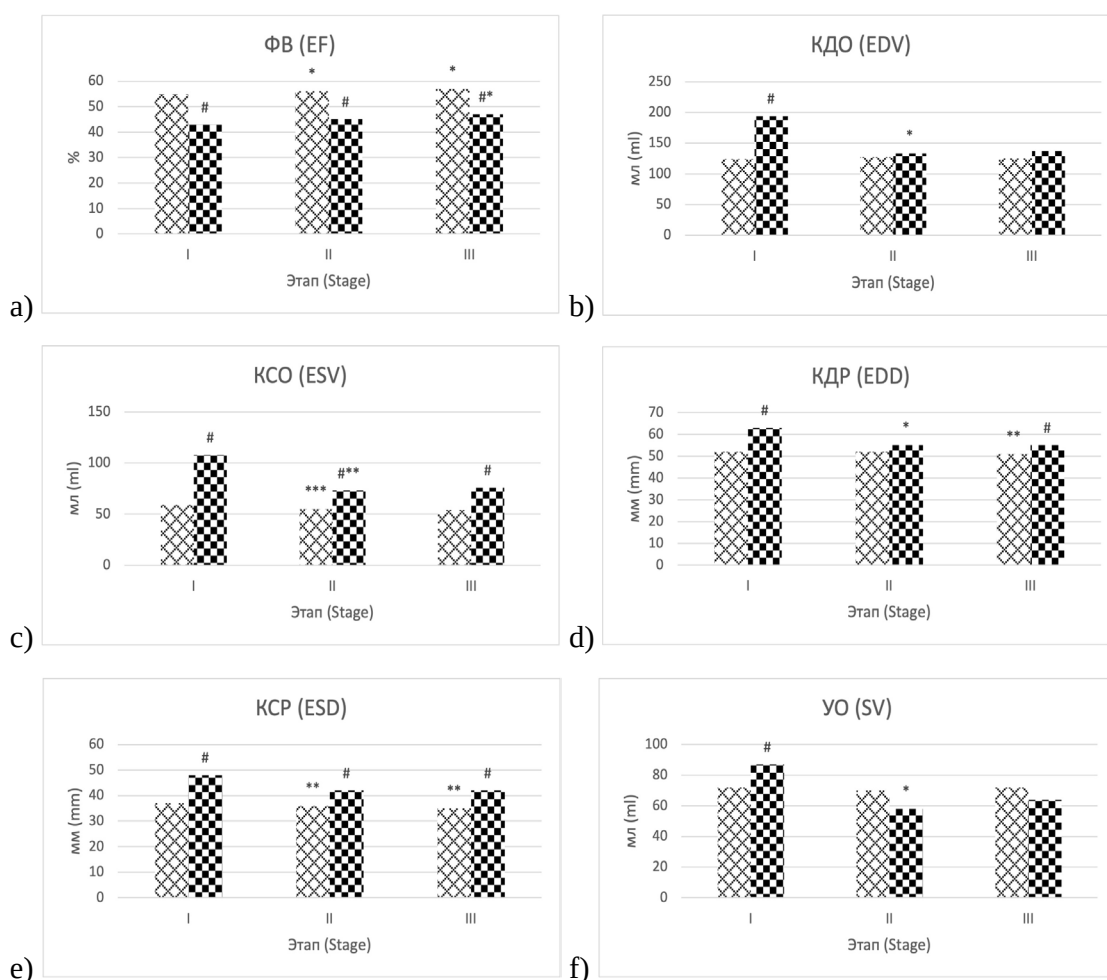 ФВ (EF)
60
50
40
30
20
10
0
%
#
*
#
*
#*
I
II
III
Этап (Stage)
a)
КДО (EDV)
250
200
150
100
50
0
мл (ml)
#
*
I
II
III
Этап (Stage)
b)
КСО (ESV)
150
100
50
0
мл (ml)
#
***
#**
#
I
II
III
Этап (Stage)
c)
КДР (EDD)
70
60
50
40
30
20
10
0
мм (mm)
#
*
**
#
I
II
III
Этап (Stage)
d)
КСР (ESD)
60
50
40
30
20
10
0
мм (mm)
#
**
#
**
#
I
II
III
Этап (Stage)
e)
УО (SV)
100
80
60
40
20
0
мл (ml)
#
*
I
II
III
Этап (Stage)
f)